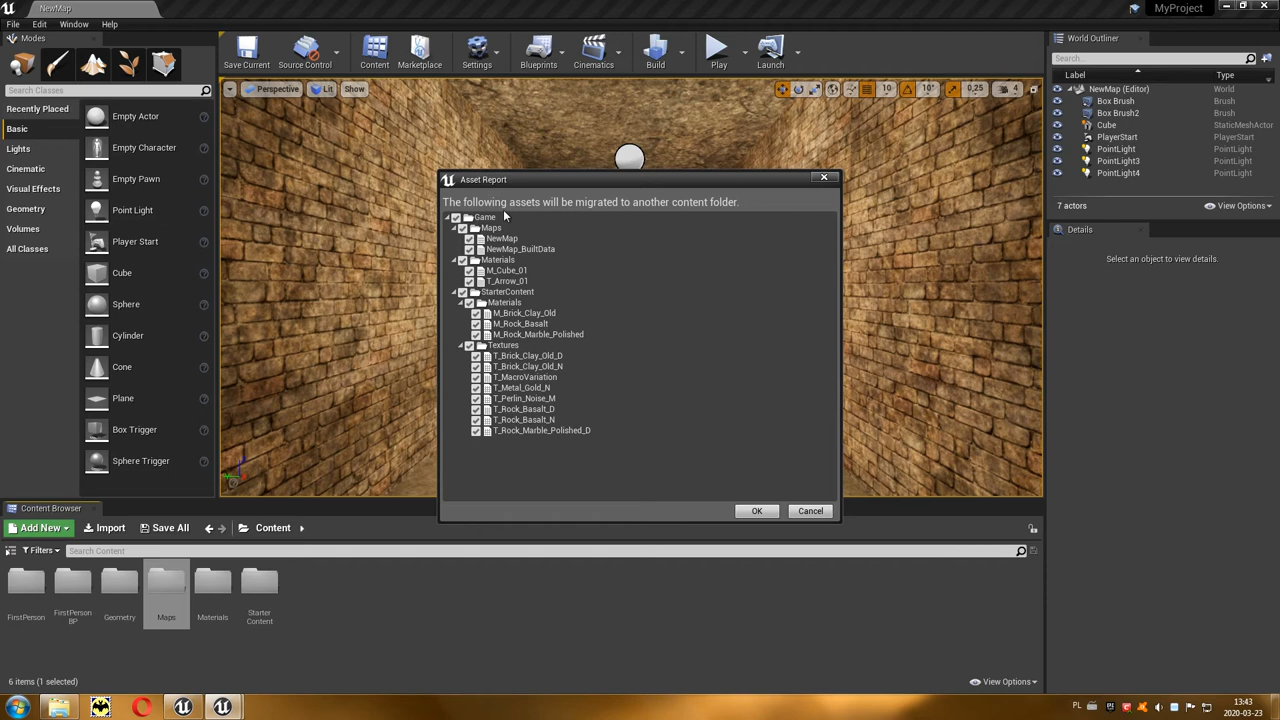 NewMap
MyProject
File Edit Window Help
Modes
Search Classes
Recently Placed
Basic
Lights
Cinematic
Visual Effects
Geometry
Volumes
All Classes
Empty Actor
Empty Character
Empty Pawn
Point Light
Player Start
Cube
Sphere
Cylinder
Cone
Plane
Box Trigger
Sphere Trigger
Save Current
Source Control
Content
Marketplace
Settings
Blueprints
Cinematics
Build
Play
Launch
Perspective Lit Show
10 10° 0,25 4
Asset Report
The following assets will be migrated to another content folder.
Game
Maps
NewMap
NewMap_BuiltData
Materials
M_Cube_01
T_Arrow_01
StarterContent
Materials
M_Brick_Clay_Old
M_Rock_Basalt
M_Rock_Marble_Polished
Textures
T_Brick_Clay_Old_D
T_Brick_Clay_Old_N
T_MacroVariation
T_Metal_Gold_N
T_Perlin_Noise_M
T_Rock_Basalt_D
T_Rock_Basalt_N
T_Rock_Marble_Polished_D
OK Cancel
World Outliner
Search...
Label Type
NewMap (Editor) World
Box Brush Brush
Box Brush2 Brush
Cube StaticMeshActor
PlayerStart PlayerStart
PointLight PointLight
PointLight3 PointLight
PointLight4 PointLight
7 actors View Options
Details
Select an object to view details.
Content Browser
Add New Import Save All Content
Filters Search Content
FirstPerson
FirstPerson
BP
Geometry
Maps
Materials
Starter
Content
6 items (1 selected) View Options
PL 13:43
2020-03-23